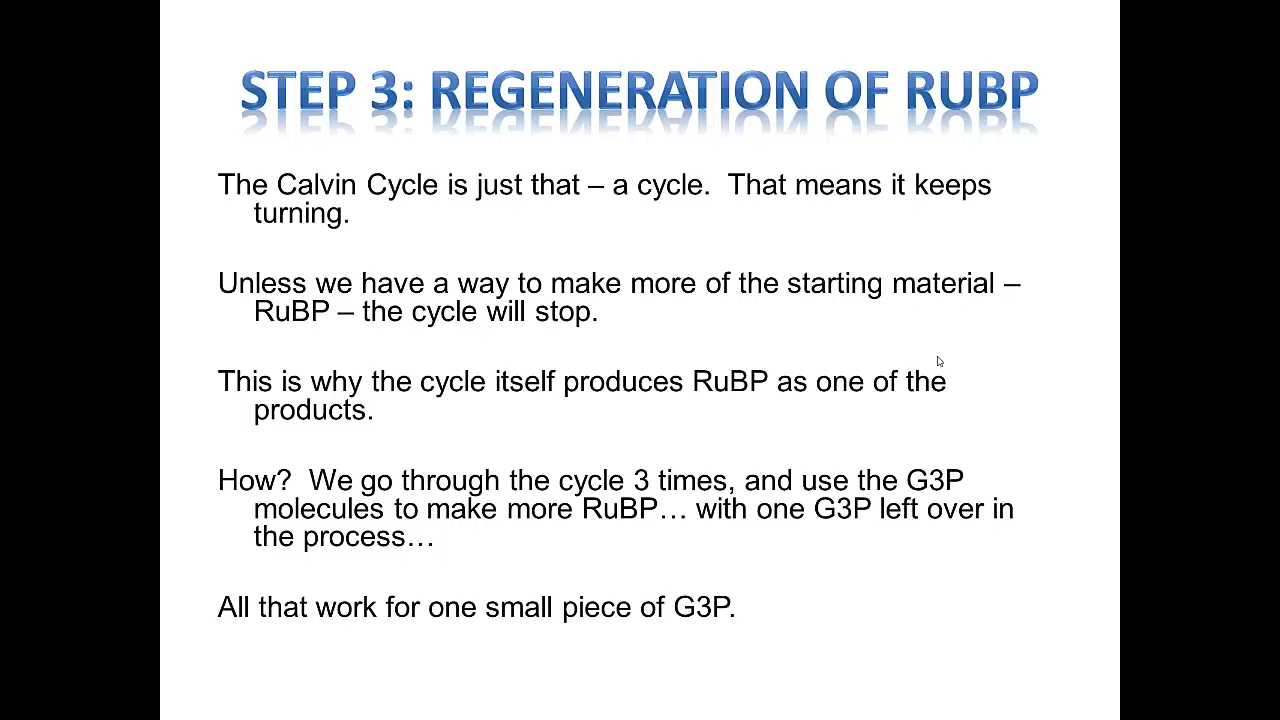 STEP 3: REGENERATION OF RUBP
The Calvin Cycle is just that – a cycle.  That means it keeps
turning.
Unless we have a way to make more of the starting material –
RuBP – the cycle will stop.
This is why the cycle itself produces RuBP as one of the
products.
How?  We go through the cycle 3 times, and use the G3P
molecules to make more RuBP… with one G3P left over in
the process…
All that work for one small piece of G3P.